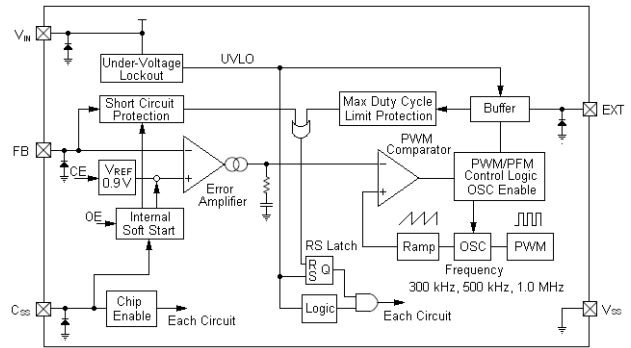 VIN
Under-Voltage
Lockout
UVLO
Short Circuit
Protection
Max Duty Cycle
Limit Protection
Buffer
EXT
FB
CE
VREF
0.9V
Error
Amplifier
PWM
Comparator
PWM/PFM
Control Logic
OSC Enable
OE
Internal
Soft Start
RS Latch
Ramp
OSC
PWM
Frequency
300 kHz, 500 kHz, 1.0 MHz
R
S
Q
CSS
Chip
Enable
Each Circuit
Logic
Each Circuit
VSS